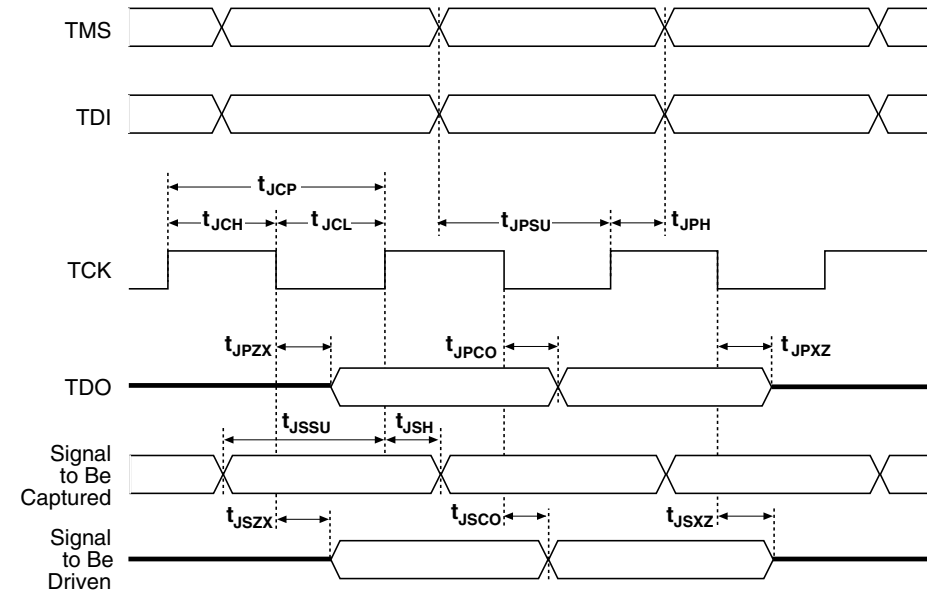 TMS
TDI
tJCP
tJCH
tJCL
tJPSU
tJPH
TCK
tJPZX
tJPCO
tJPXZ
TDO
tJSSU
tJSH
Signal
to Be
Captured
tJSZX
tJSCO
tJSXZ
Signal
to Be
Driven